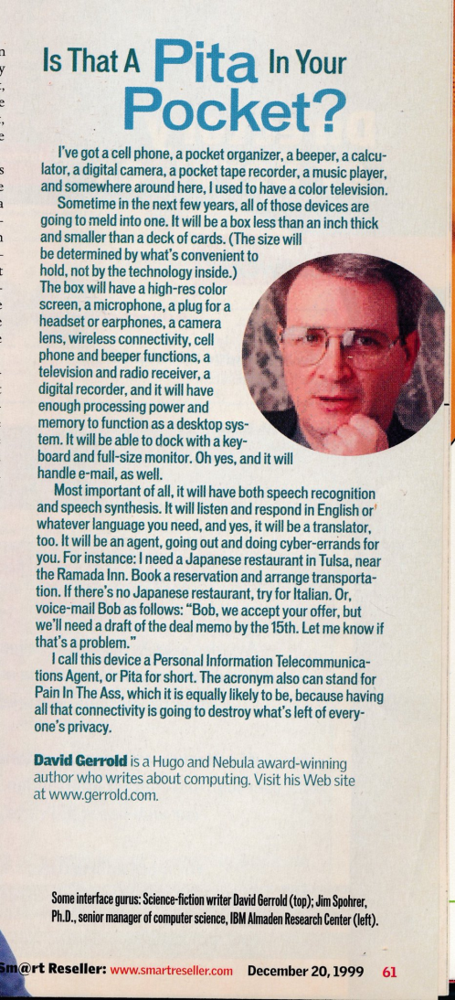 Is That A Pita In Your
Pocket?
I've got a cell phone, a pocket organizer, a beeper, a calcu-
lator, a digital camera, a pocket tape recorder, a music player,
and somewhere around here, I used to have a color television.
Sometime in the next few years, all of those devices are
going to meld into one. It will be a box less than an inch thick
and smaller than a deck of cards. (The size will
be determined by what's convenient to
hold, not by the technology inside.)
The box will have a high-res color
screen, a microphone, a plug for a
headset or earphones, a camera
lens, wireless connectivity, cell
phone and beeper functions, a
television and radio receiver, a
digital recorder, and it will have
enough processing power and
memory to function as a desktop sys-
tem. It will be able to dock with a key-
board and full-size monitor. Oh yes, and it will
handle e-mail, as well.
Most important of all, it will have both speech recognition
and speech synthesis. It will listen and respond in English or
whatever language you need, and yes, it will be a translator,
too. It will be an agent, going out and doing cyber-errands for
you. For instance: I need a Japanese restaurant in Tulsa, near
the Ramada Inn. Book a reservation and arrange transporta-
tion. If there's no Japanese restaurant, try for Italian. Or,
voice-mail Bob as follows: "Bob, we accept your offer, but
we'll need a draft of the deal memo by the 15th. Let me know if
that's a problem."
I call this device a Personal Information Telecommunica-
tions Agent, or Pita for short. The acronym also can stand for
Pain In The Ass, which it is equally likely to be, because having
all that connectivity is going to destroy what's left of every-
one's privacy.
David Gerrold is a Hugo and Nebula award-winning
author who writes about computing. Visit his Web site
at www.gerrold.com.
Some interface gurus: Science-fiction writer David Gerrold (top); Jim Spohrer,
Ph.D., senior manager of computer science, IBM Almaden Research Center (left).
Sm@rt Reseller: www.smartreseller.com December 20, 1999 61